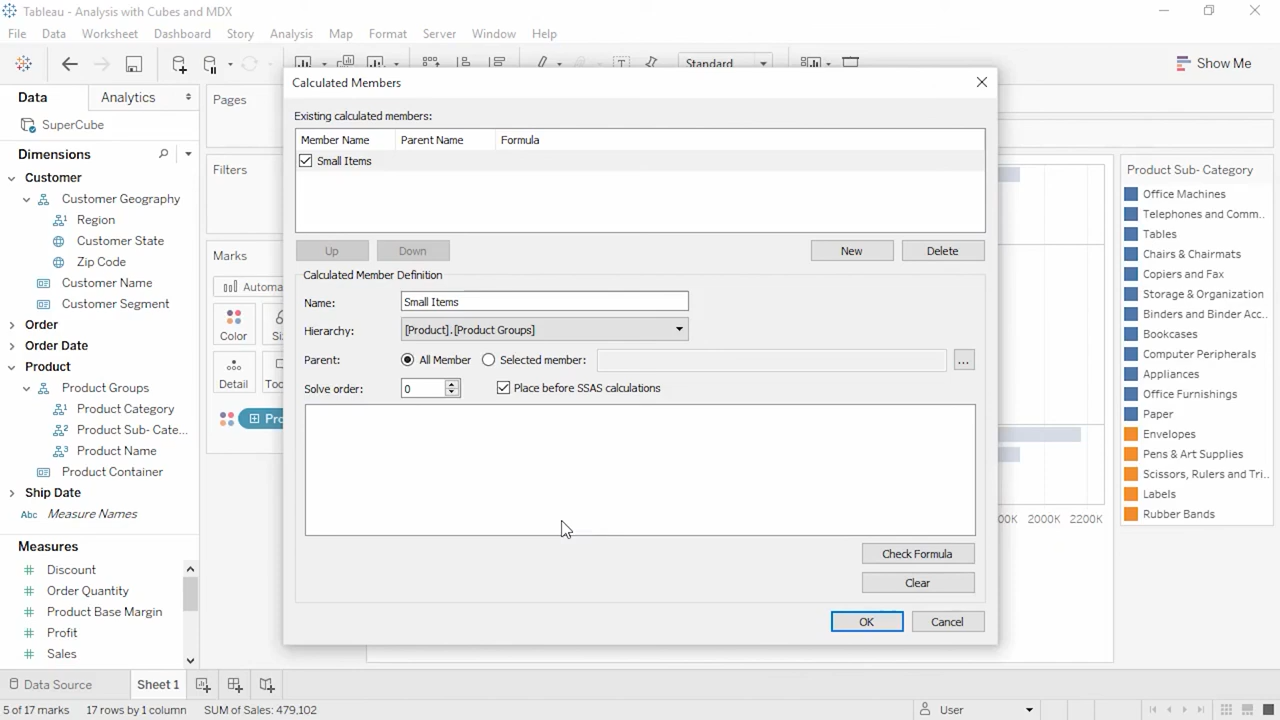 Tableau - Analysis with Cubes and MDX
File Data Worksheet Dashboard Story Analysis Map Format Server Window Help
Standard
Show Me
Data
Analytics
SuperCube
Dimensions
Customer
Customer Geography
Region
Customer State
Zip Code
Customer Name
Customer Segment
Order
Order Date
Product
Product Groups
Product Category
Product Sub- Cate...
Product Name
Product Container
Ship Date
Abc Measure Names
Measures
Discount
Order Quantity
Product Base Margin
Profit
Sales
Pages
Filters
Marks
Color
Detail
Calculated Members
Existing calculated members:
Member Name Parent Name Formula
Small Items
Up Down New Delete
Calculated Member Definition
Name: Small Items
Hierarchy: [Product].[Product Groups]
Parent: All Member Selected member: ...
Solve order: 0 Place before SSAS calculations
Check Formula
Clear
OK Cancel
2000K 2200K
Product Sub- Category
Office Machines
Telephones and Comm..
Tables
Chairs & Chairmats
Copiers and Fax
Storage & Organization
Binders and Binder Acc..
Bookcases
Computer Peripherals
Appliances
Office Furnishings
Paper
Envelopes
Pens & Art Supplies
Scissors, Rulers and Tri..
Labels
Rubber Bands
Data Source Sheet 1
5 of 17 marks 17 rows by 1 column SUM of Sales: 479,102 User